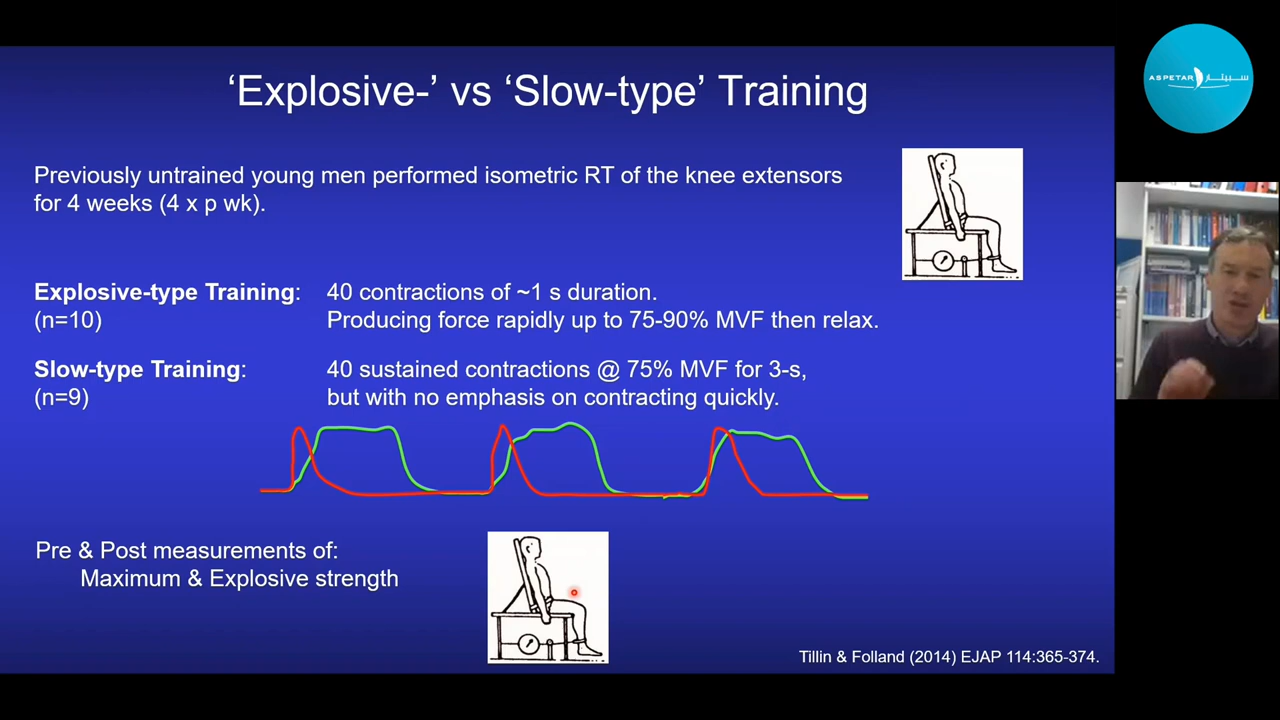 ‘Explosive-’ vs ‘Slow-type’ Training
Previously untrained young men performed isometric RT of the knee extensors
for 4 weeks (4 x p wk).
Explosive-type Training: 40 contractions of ~1 s duration.
(n=10) Producing force rapidly up to 75-90% MVF then relax.
Slow-type Training: 40 sustained contractions @ 75% MVF for 3-s,
(n=9) but with no emphasis on contracting quickly.
Pre & Post measurements of:
Maximum & Explosive strength
Tillin & Folland (2014) EJAP 114:365-374.
ASPETAR سبيتار